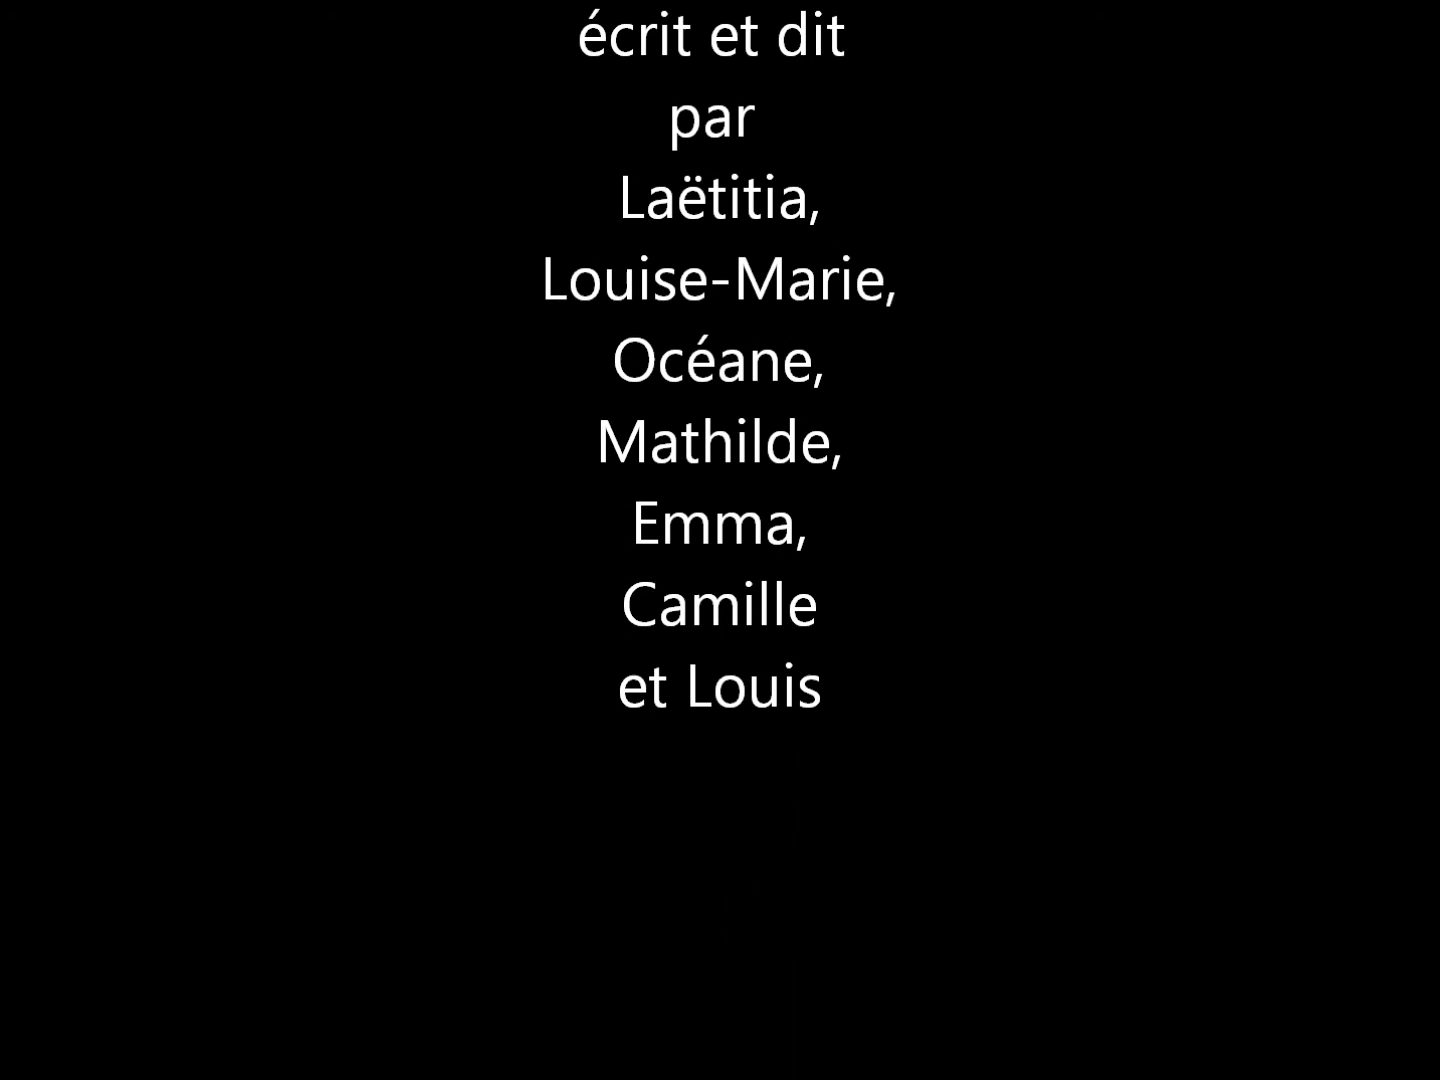 écrit et dit
par
Laëtitia,
Louise-Marie,
Océane,
Mathilde,
Emma,
Camille
et Louis